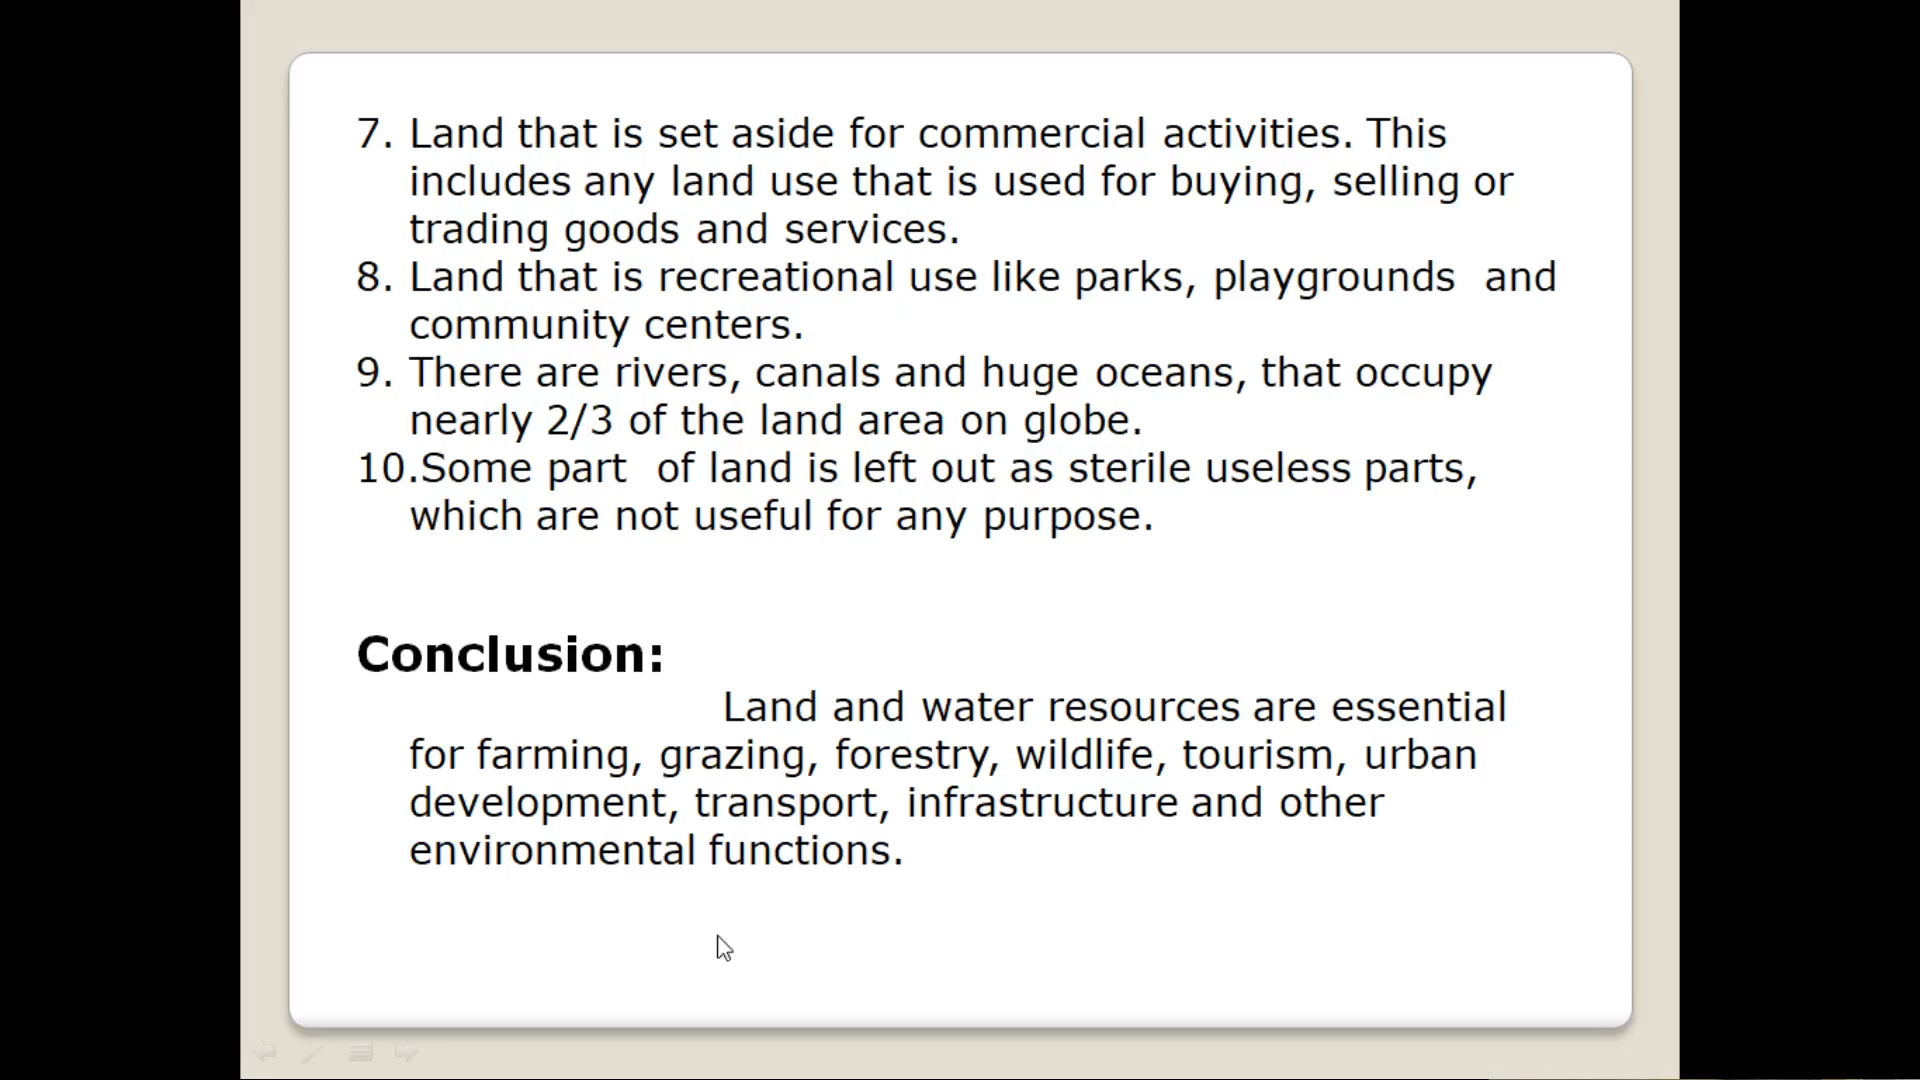 7. Land that is set aside for commercial activities. This
includes any land use that is used for buying, selling or
trading goods and services.
8. Land that is recreational use like parks, playgrounds  and
community centers.
9. There are rivers, canals and huge oceans, that occupy
nearly 2/3 of the land area on globe.
10.Some part  of land is left out as sterile useless parts,
which are not useful for any purpose.
Conclusion:
Land and water resources are essential
for farming, grazing, forestry, wildlife, tourism, urban
development, transport, infrastructure and other
environmental functions.